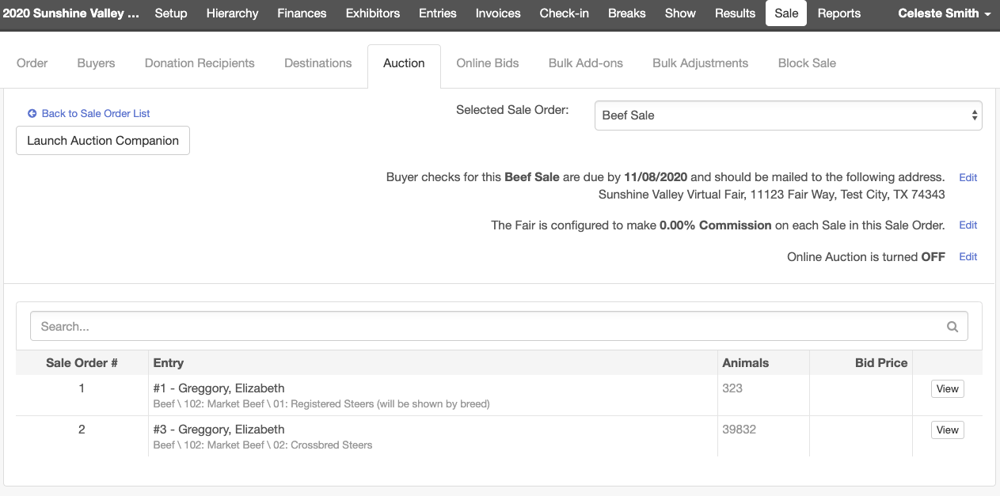 2020 Sunshine Valley ... Setup Hierarchy Finances Exhibitors Entries Invoices Check-in Breaks Show Results Sale Reports Celeste Smith
Order Buyers Donation Recipients Destinations Auction Online Bids Bulk Add-ons Bulk Adjustments Block Sale
Back to Sale Order List
Launch Auction Companion
Selected Sale Order: Beef Sale
Buyer checks for this Beef Sale are due by 11/08/2020 and should be mailed to the following address. Edit
Sunshine Valley Virtual Fair, 11123 Fair Way, Test City, TX 74343
The Fair is configured to make 0.00% Commission on each Sale in this Sale Order. Edit
Online Auction is turned OFF Edit
Search...
Sale Order # Entry Animals Bid Price
1 #1 - Greggory, Elizabeth 323 View
Beef \ 102: Market Beef \ 01: Registered Steers (will be shown by breed)
2 #3 - Greggory, Elizabeth 39832 View
Beef \ 102: Market Beef \ 02: Crossbred Steers